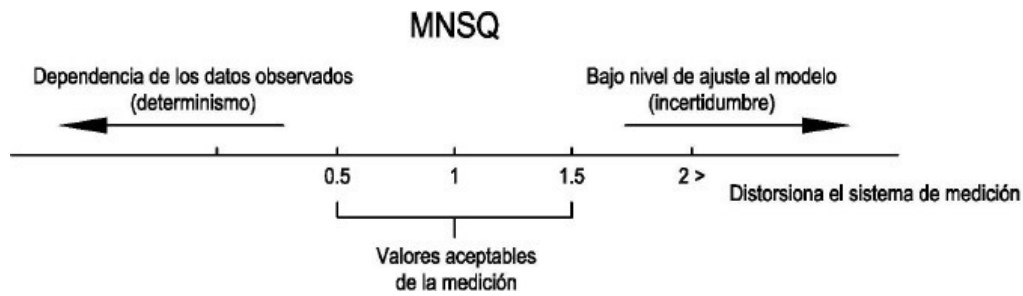 MNSQ
Dependencia de los datos observados
(determinismo)
Bajo nivel de ajuste al modelo
(incertidumbre)
0.5
1
1.5
2 >
Distorsiona el sistema de medición
Valores aceptables
de la medición